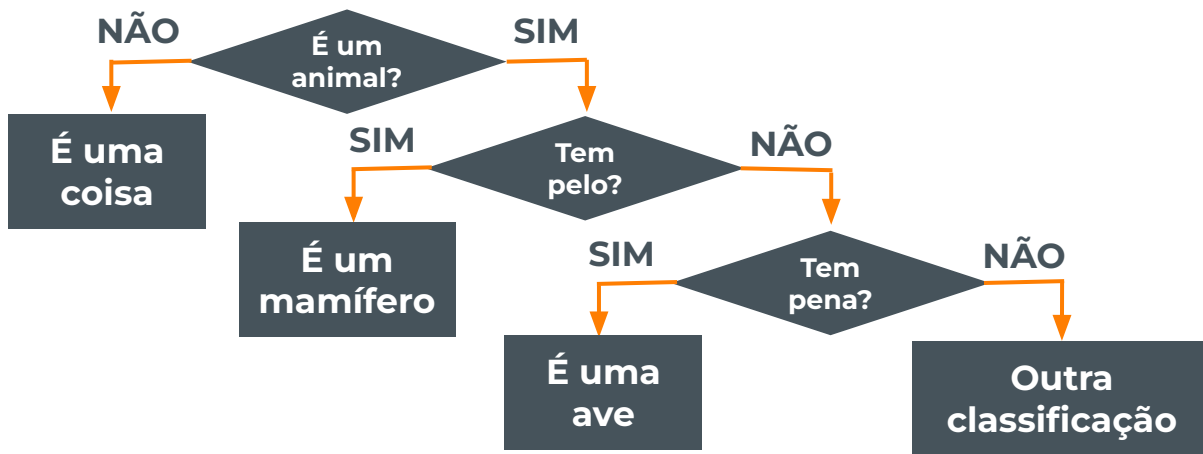 NÃO
É um
animal?
SIM
É uma
coisa
SIM
Tem
pelo?
NÃO
É um
mamífero
SIM
Tem
pena?
NÃO
É uma
ave
Outra
classificação